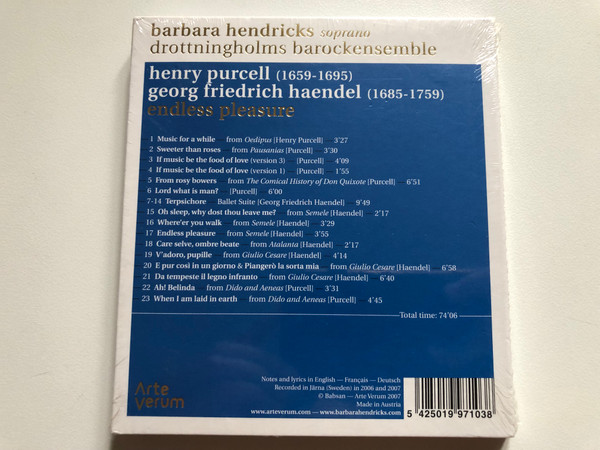 barbara hendricks soprano
drottningholms barockensemble
henry purcell (1659-1695)
georg friedrich haendel (1685-1759)
endless pleasure
1 Music for a while — from Oedipus [Henry Purcell] — 3'27
2 Sweeter than roses — from Pausanias [Purcell] — 3'30
3 If music be the food of love (version 3) — [Purcell] — 4'09
4 If music be the food of love (version 1) — [Purcell] — 1'55
5 From rosy bowers — from The Comical History of Don Quixote [Purcell] — 6'51
6 Lord what is man? — [Purcell] — 6'00
7-14 Terpsichore — Ballet Suite [Georg Friedrich Haendel] — 9'49
15 Oh sleep, why dost thou leave me? — from Semele [Haendel] — 2'17
16 Where'er you walk — from Semele [Haendel] — 3'29
17 Endless pleasure — from Semele [Haendel] — 3'55
18 Care selve, ombre beate — from Atalanta [Haendel] — 2'17
19 V'adoro, pupille — from Giulio Cesare [Haendel] — 4'14
20 E pur così in un giorno & Piangerò la sorta mia — from Giulio Cesare [Haendel] — 6'58
21 Da tempeste il legno infranto — from Giulio Cesare [Haendel] — 6'40
22 Ah! Belinda — from Dido and Aeneas [Purcell] — 3'31
23 When I am laid in earth — from Dido and Aeneas [Purcell] — 4'45
Total time: 74'06
Notes and lyrics in English — Français — Deutsch
Recorded in Järna (Sweden) in 2006 and 2007
© Babsan — Arte Verum 2007
Made in Austria
www.arteverum.com — www.barbarahendricks.com
Arte
Verum
5 425019 971038